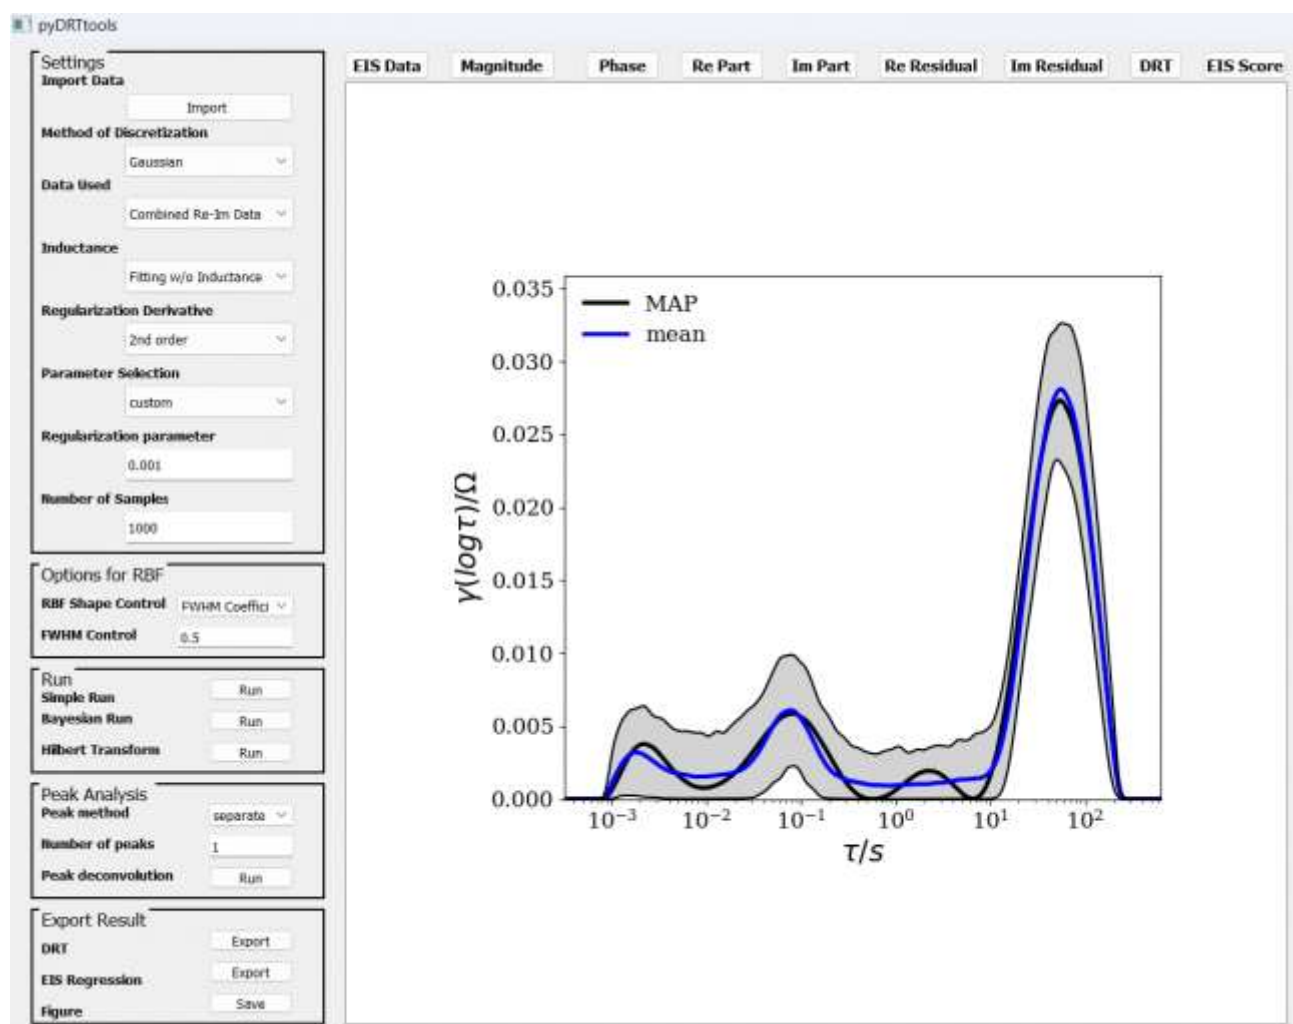 pyDRTtools
Settings
Import Data
Import
Method of Discretization
Gaussian
Data Used
Combined Re-Im Data
Inductance
Fitting w/o Inductance
Regularization Derivative
2nd order
Parameter Selection
custom
Regularization parameter
0.001
Number of Samples
1000
Options for RBF
RBF Shape Control FWHM Coeffici
FWHM Control 0.5
Run
Simple Run Run
Bayesian Run Run
Hilbert Transform Run
Peak Analysis
Peak method separate
Number of peaks 1
Peak deconvolution Run
Export Result
DRT Export
EIS Regression Export
Figure Save
EIS Data Magnitude Phase Re Part Im Part Re Residual Im Residual DRT EIS Score
MAP
mean
0.035
0.030
0.025
0.020
0.015
0.010
0.005
0.000
γ(logτ)/Ω
10⁻³ 10⁻² 10⁻¹ 10⁰ 10¹ 10²
τ/s